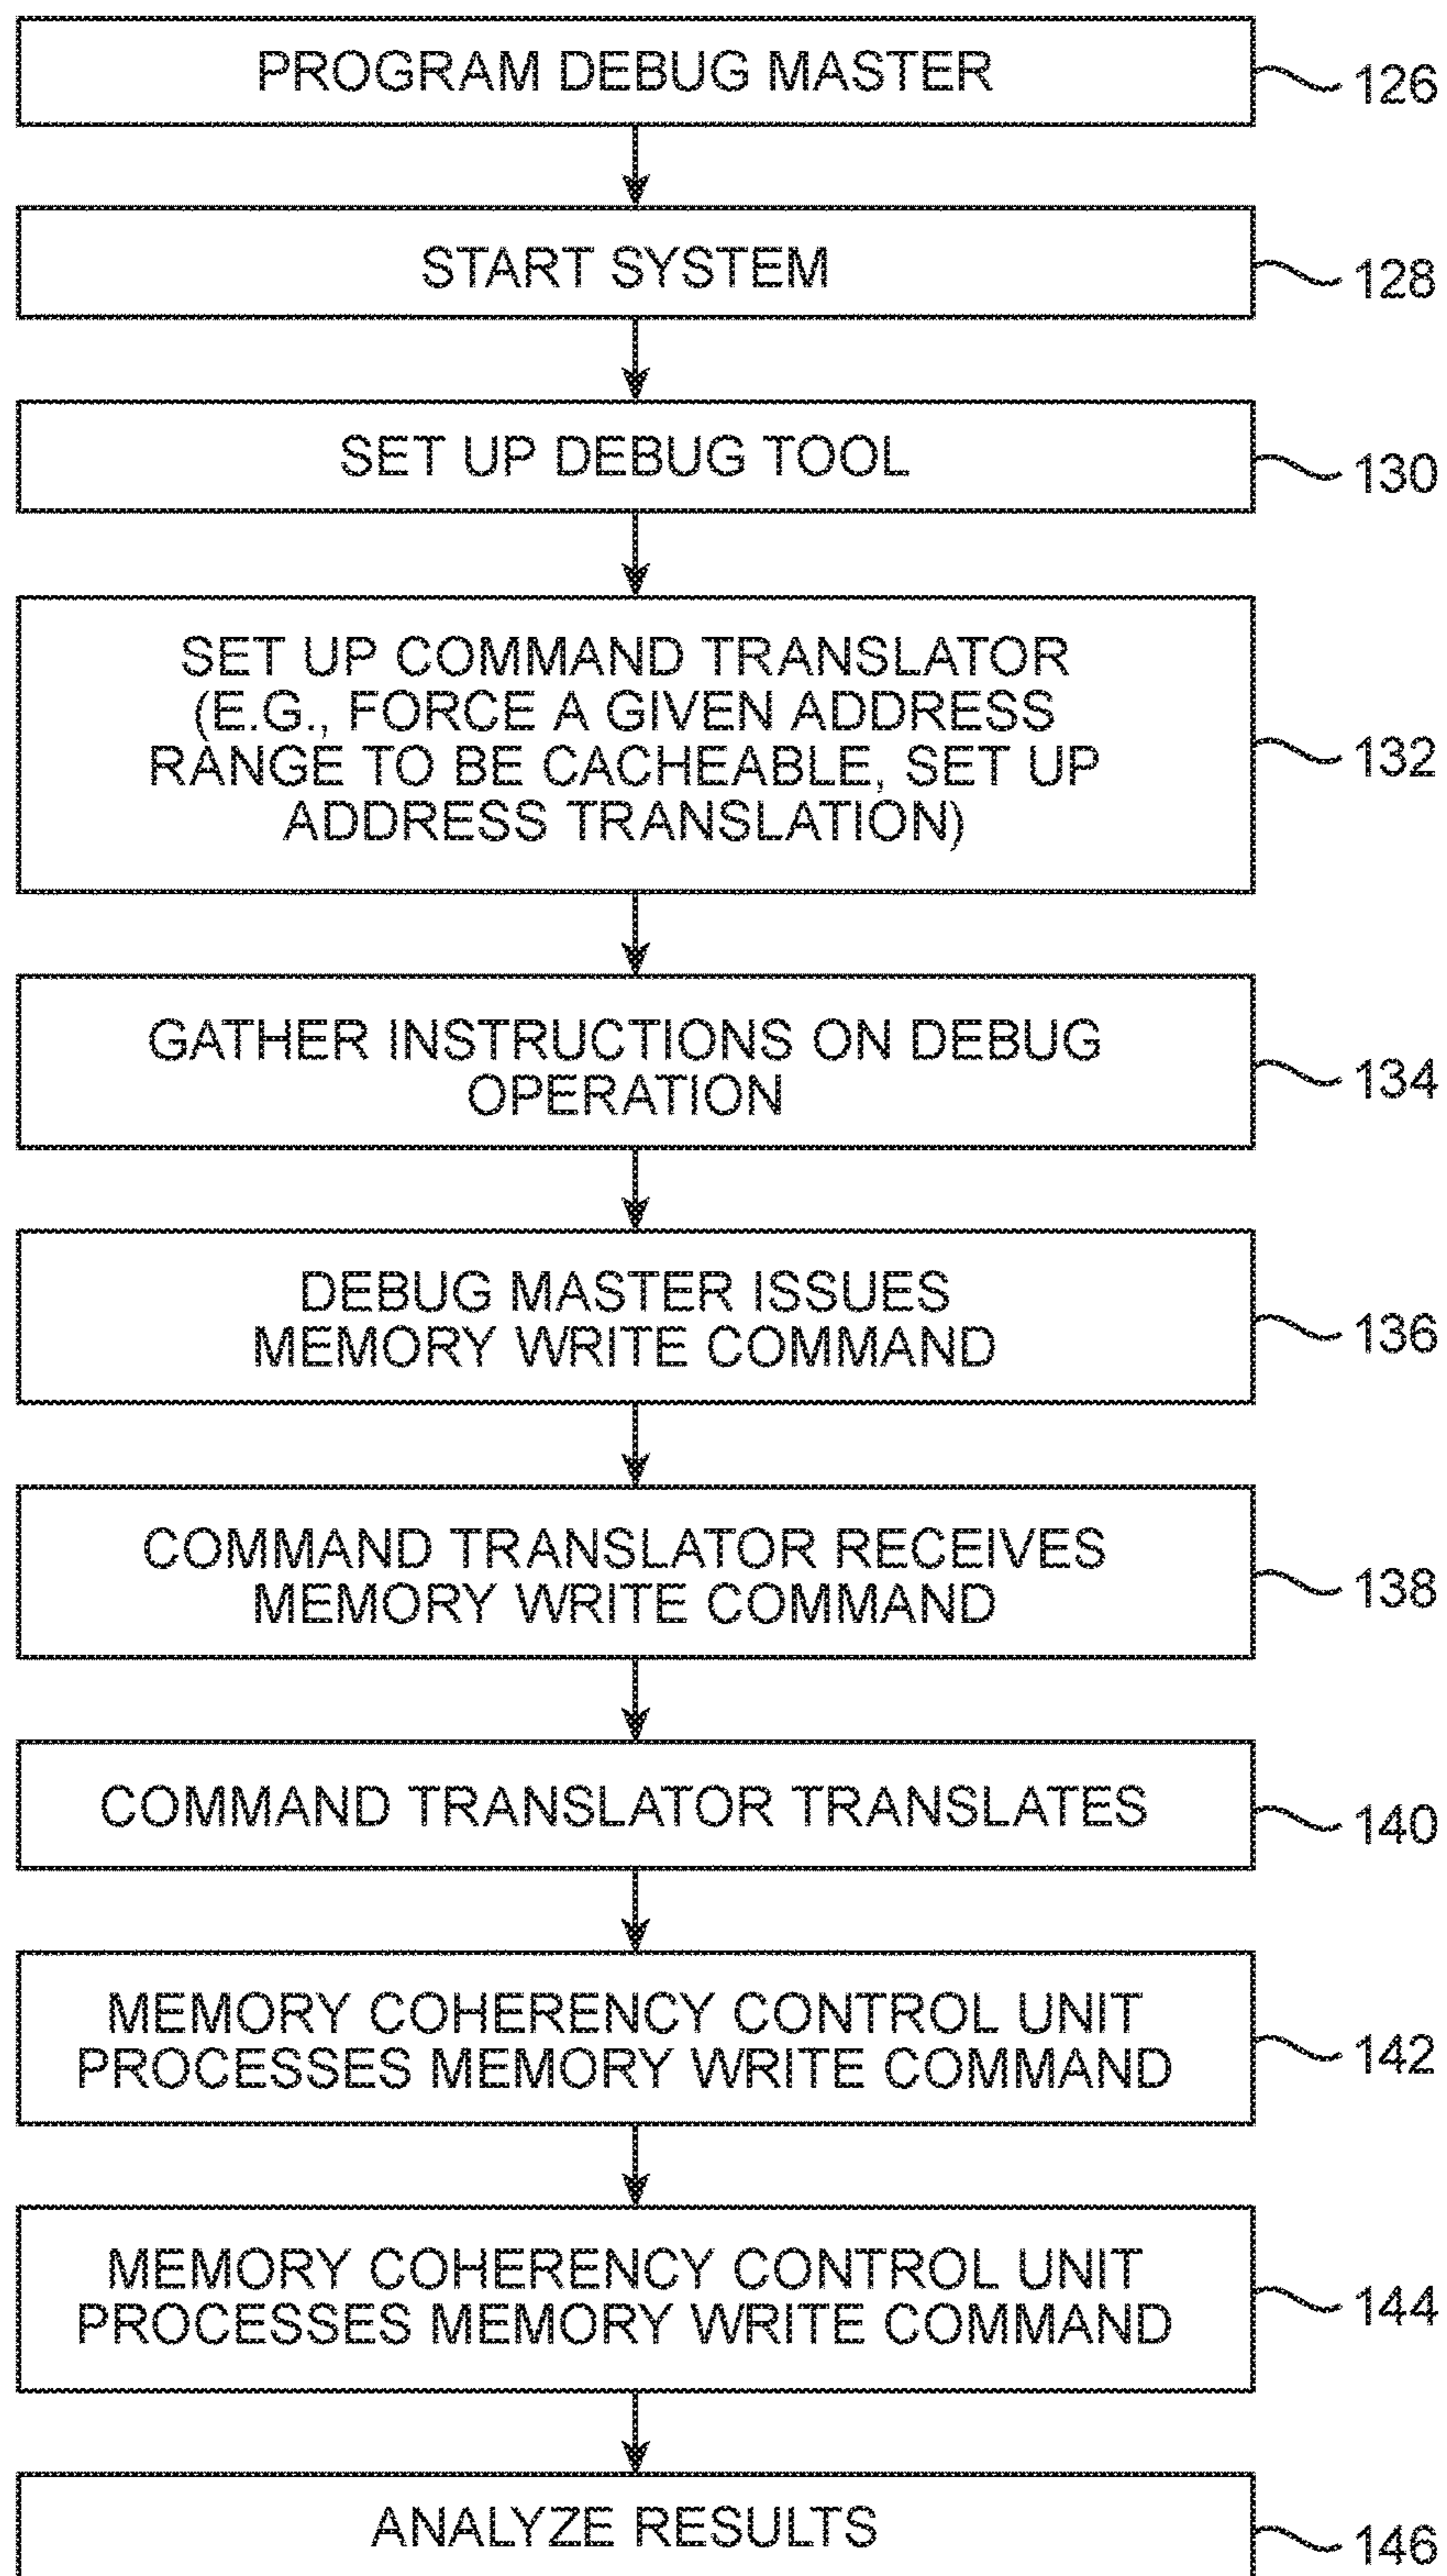 PROGRAM DEBUG MASTER
126
START SYSTEM
128
SET UP DEBUG TOOL
130
SET UP COMMAND TRANSLATOR
(E.G., FORCE A GIVEN ADDRESS
RANGE TO BE CACHEABLE, SET UP
ADDRESS TRANSLATION)
132
GATHER INSTRUCTIONS ON DEBUG
OPERATION
134
DEBUG MASTER ISSUES
MEMORY WRITE COMMAND
136
COMMAND TRANSLATOR RECEIVES
MEMORY WRITE COMMAND
138
COMMAND TRANSLATOR TRANSLATES
140
MEMORY COHERENCY CONTROL UNIT
PROCESSES MEMORY WRITE COMMAND
142
MEMORY COHERENCY CONTROL UNIT
PROCESSES MEMORY WRITE COMMAND
144
ANALYZE RESULTS
146